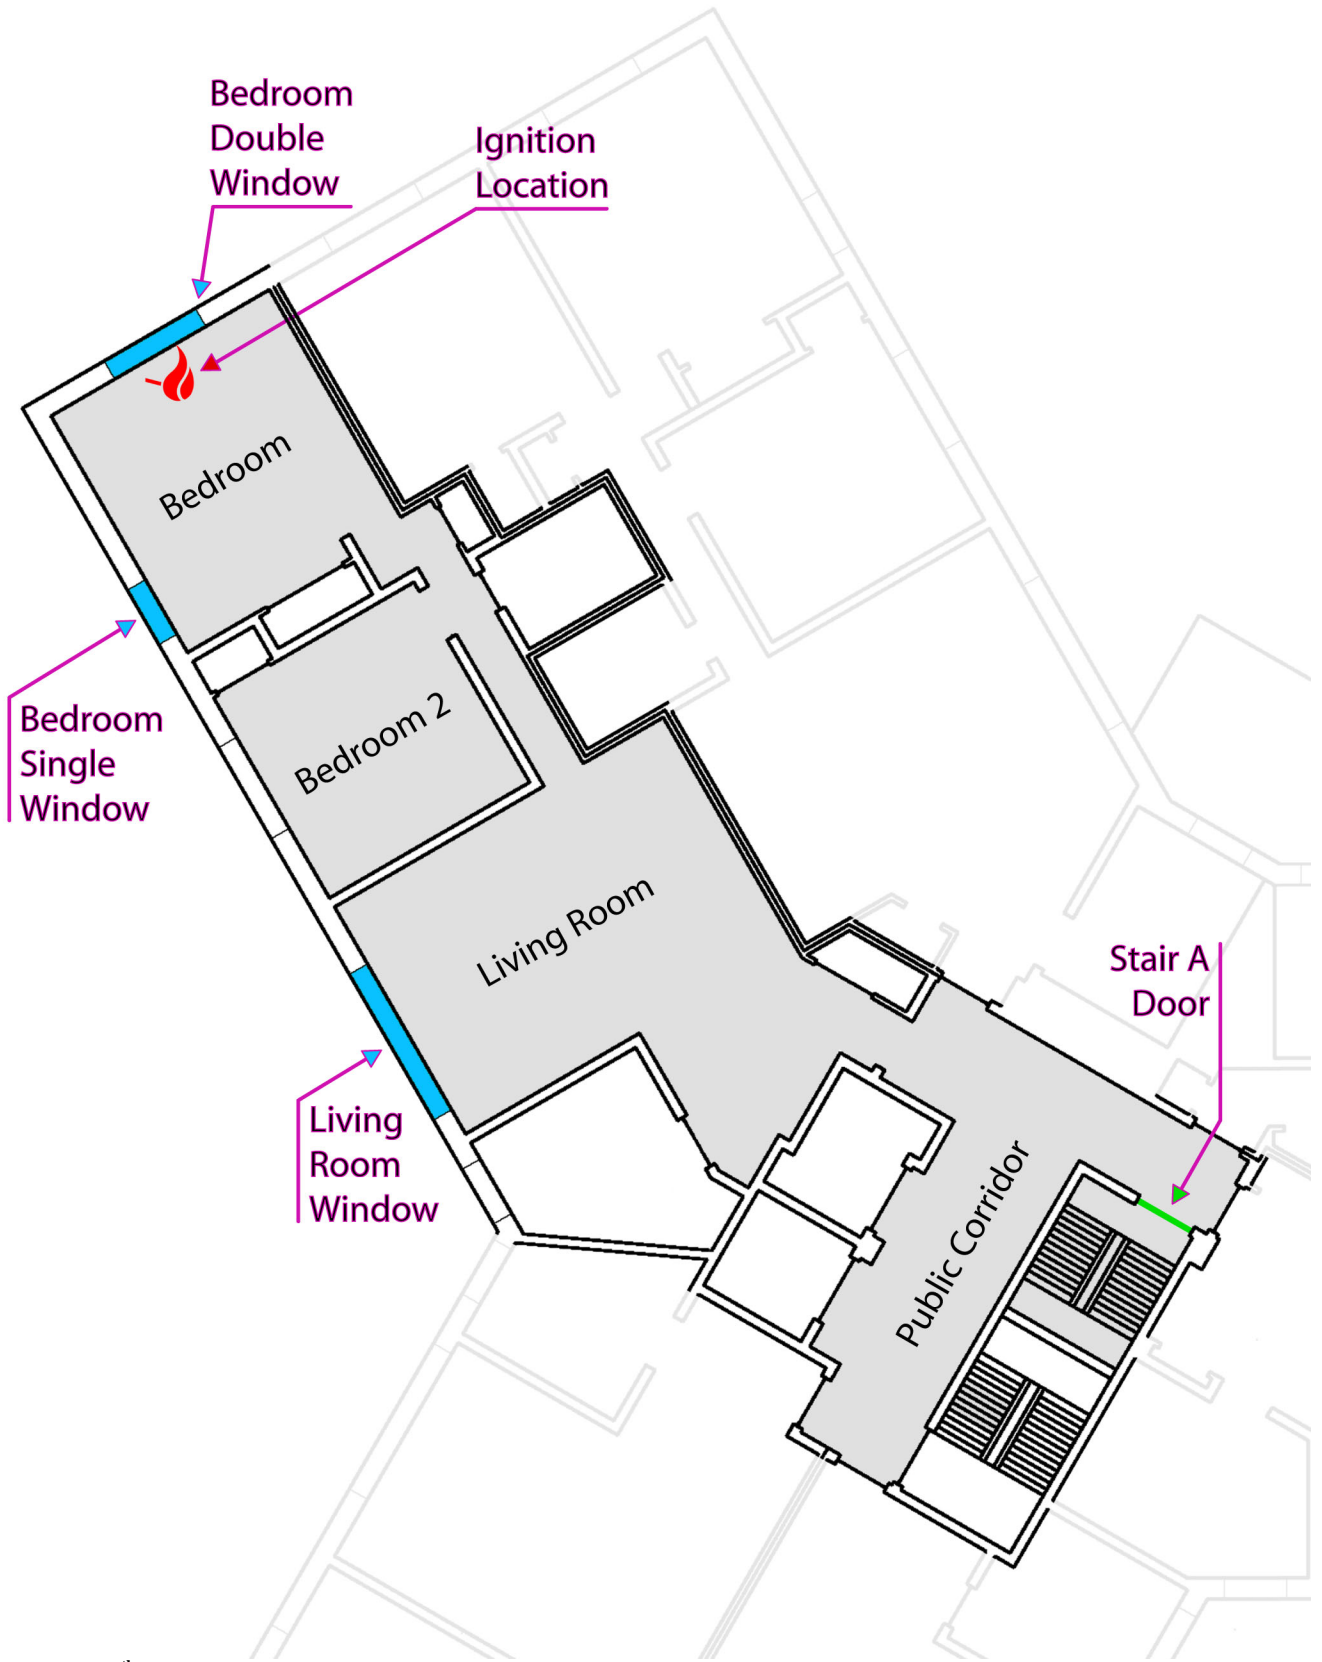 Bedroom
Double
Window
Ignition
Location
Bedroom
Bedroom
Single
Window
Bedroom 2
Living Room
Stair A
Door
Living
Room
Window
Public Corridor